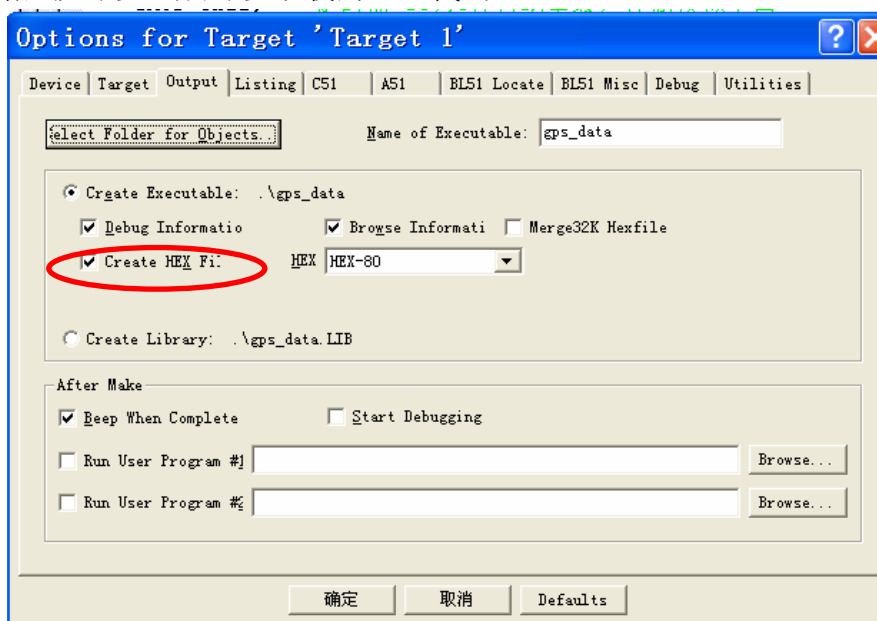 Options for Target 'Target 1'
Device Target Output Listing C51 A51 BL51 Locate BL51 Misc Debug Utilities
elect Folder for Objects.. Name of Executable: gps_data
Create Executable: .\gps_data
Debug Informatio Browse Informati Merge32K Hexfile
Create HEX Fi: HEX HEX-80
Create Library: .\gps_data.LIB
After Make
Beep When Complete Start Debugging
Run User Program #1 Browse...
Run User Program #2 Browse...
确定 取消 Defaults